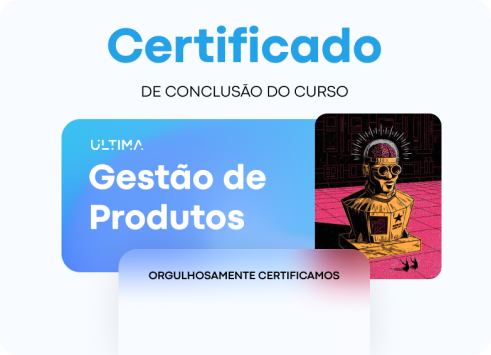 Certificado
DE CONCLUSÃO DO CURSO
ULTIMA
Gestão de
Produtos
ORGULHOSAMENTE CERTIFICAMOS